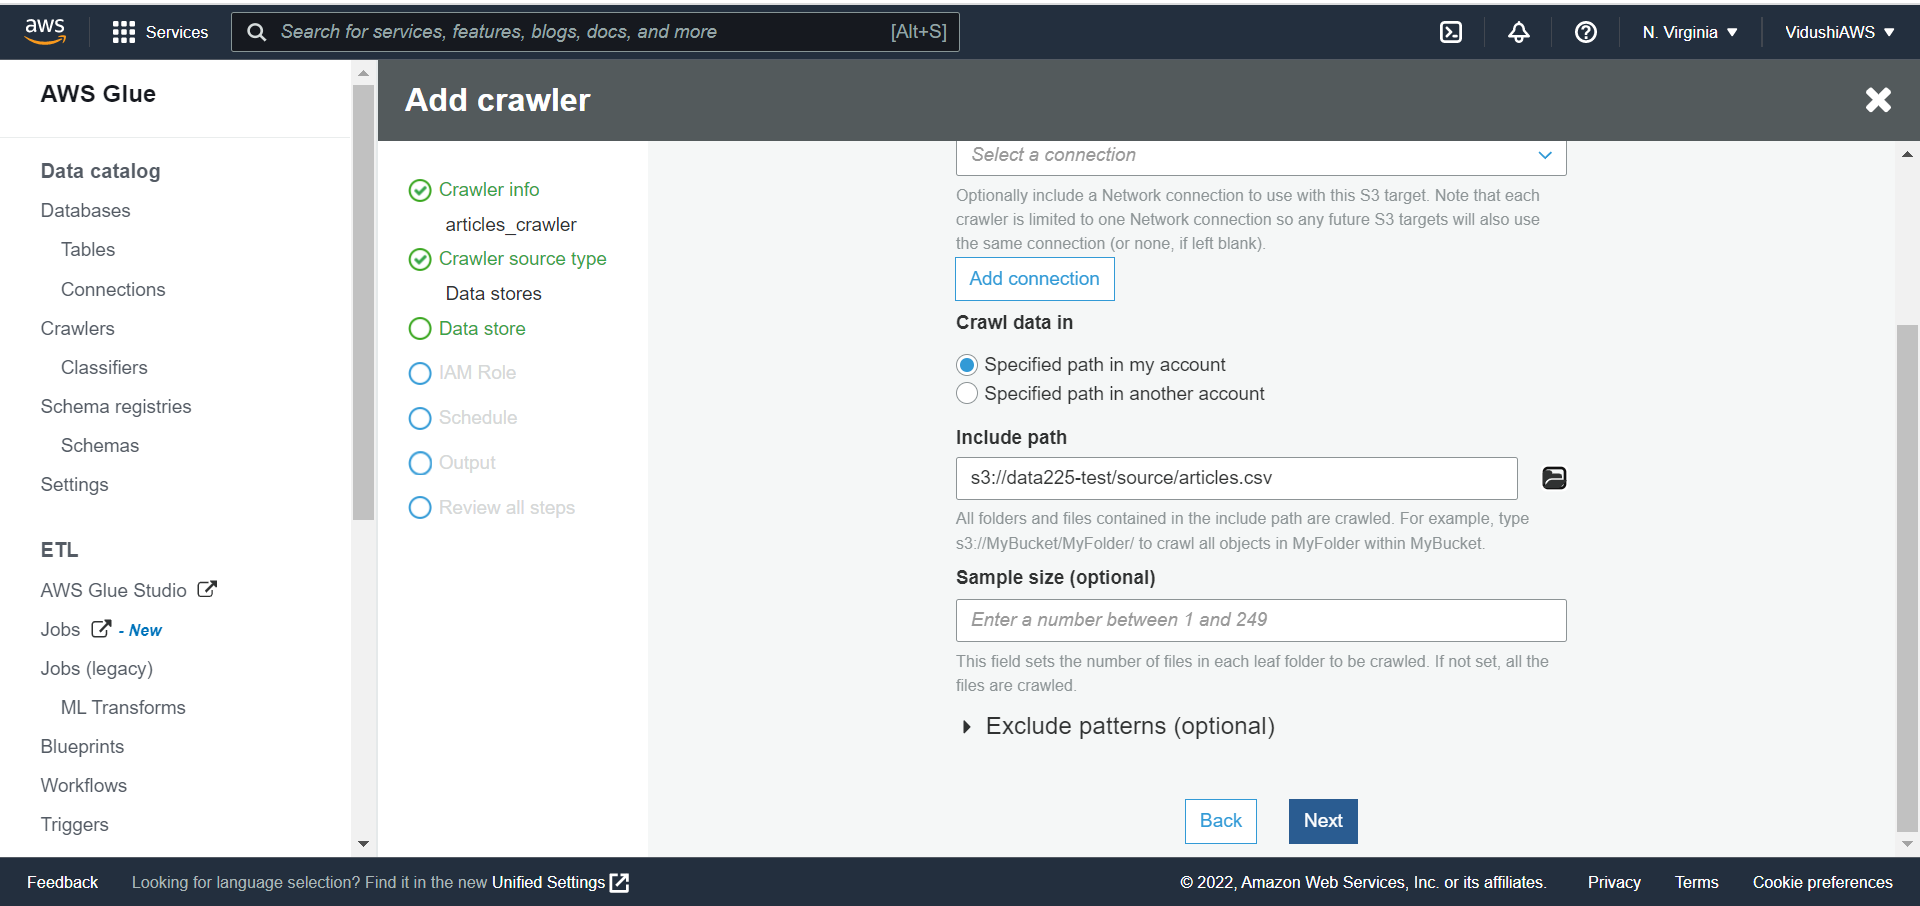 aws
Services
Search for services, features, blogs, docs, and more
[Alt+S]
N. Virginia
VidushiAWS
AWS Glue
Data catalog
Databases
Tables
Connections
Crawlers
Classifiers
Schema registries
Schemas
Settings
ETL
AWS Glue Studio
Jobs - New
Jobs (legacy)
ML Transforms
Blueprints
Workflows
Triggers
Add crawler
Crawler info
articles_crawler
Crawler source type
Data stores
Data store
IAM Role
Schedule
Output
Review all steps
Select a connection
Optionally include a Network connection to use with this S3 target. Note that each
crawler is limited to one Network connection so any future S3 targets will also use
the same connection (or none, if left blank).
Add connection
Crawl data in
Specified path in my account
Specified path in another account
Include path
s3://data225-test/source/articles.csv
All folders and files contained in the include path are crawled. For example, type
s3://MyBucket/MyFolder/ to crawl all objects in MyFolder within MyBucket.
Sample size (optional)
Enter a number between 1 and 249
This field sets the number of files in each leaf folder to be crawled. If not set, all the
files are crawled.
Exclude patterns (optional)
Back
Next
Feedback
Looking for language selection? Find it in the new Unified Settings
© 2022, Amazon Web Services, Inc. or its affiliates.
Privacy
Terms
Cookie preferences